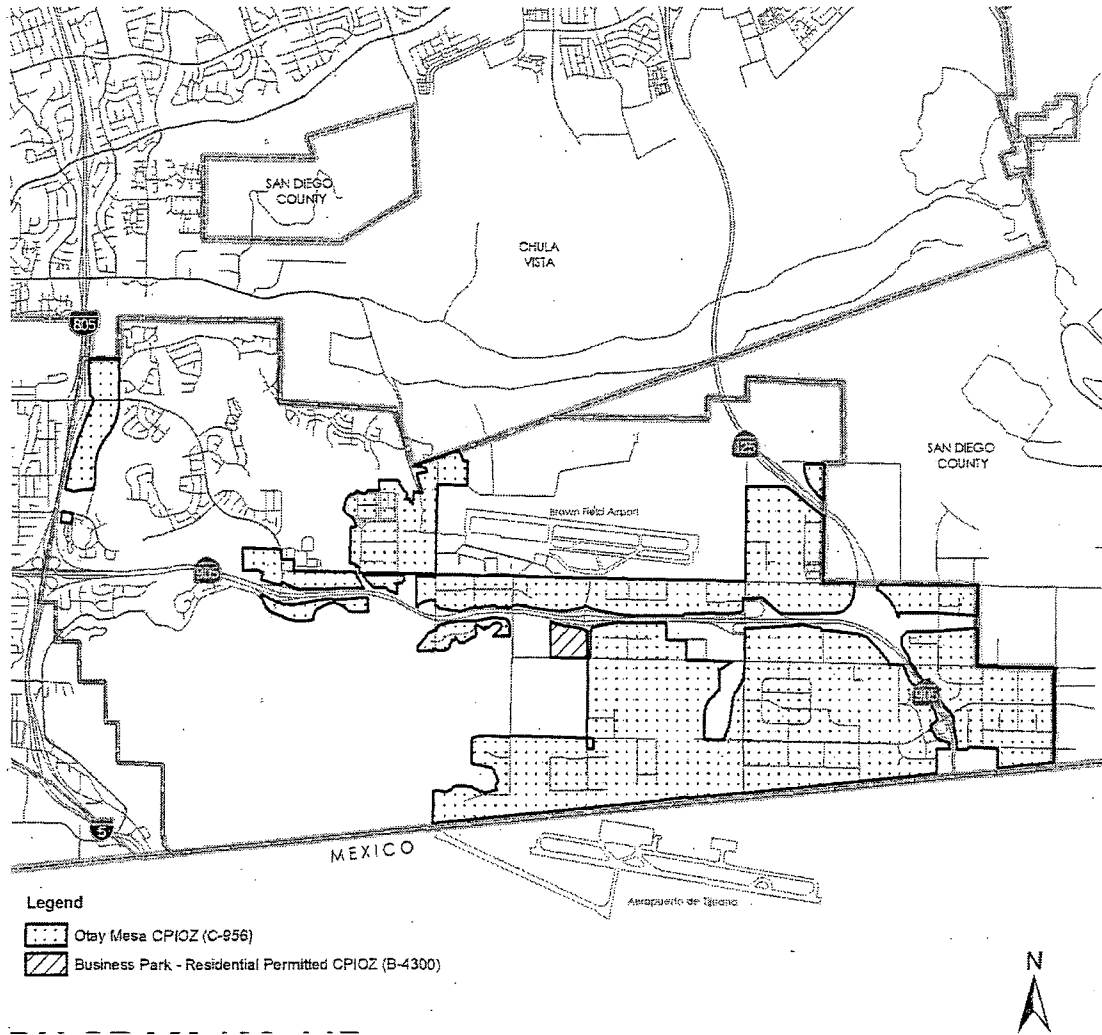 SAN DIEGO
COUNTY
CHULA
VISTA
805
125
SAN DIEGO
COUNTY
Brown Field Airport
905
905
5
MEXICO
Aeropuerto de Tijuana
Legend
Otay Mesa CPIOZ (C-956)
Business Park - Residential Permitted CPIOZ (B-4300)
N